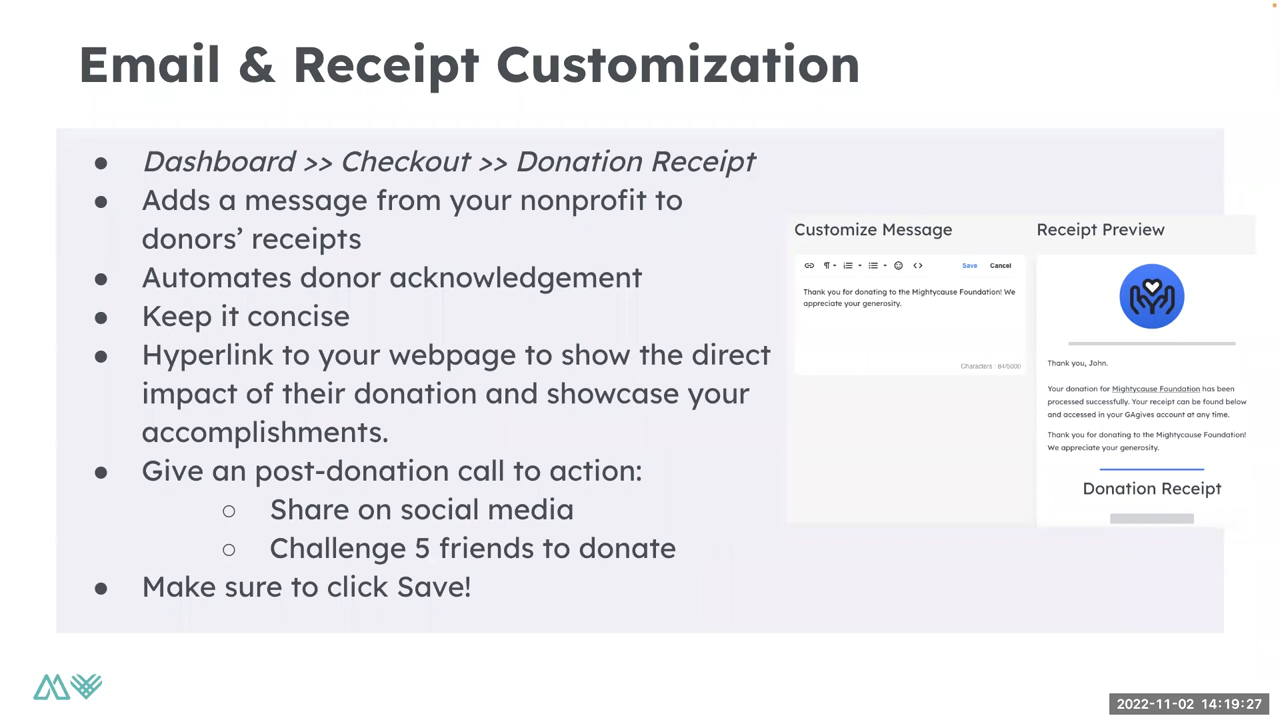 Email & Receipt Customization
● Dashboard >> Checkout >> Donation Receipt
● Adds a message from your nonprofit to
donors’ receipts
● Automates donor acknowledgement
● Keep it concise
● Hyperlink to your webpage to show the direct
impact of their donation and showcase your
accomplishments.
● Give an post-donation call to action:
○ Share on social media
○ Challenge 5 friends to donate
● Make sure to click Save!
Customize Message
Save Cancel
Thank you for donating to the Mightycause Foundation! We
appreciate your generosity.
Characters : 84/5000
Receipt Preview
Thank you, John.
Your donation for Mightycause Foundation has been
processed successfully. Your receipt can be found below
and accessed in your GAgives account at any time.
Thank you for donating to the Mightycause Foundation!
We appreciate your generosity.
Donation Receipt
2022-11-02 14:19:27